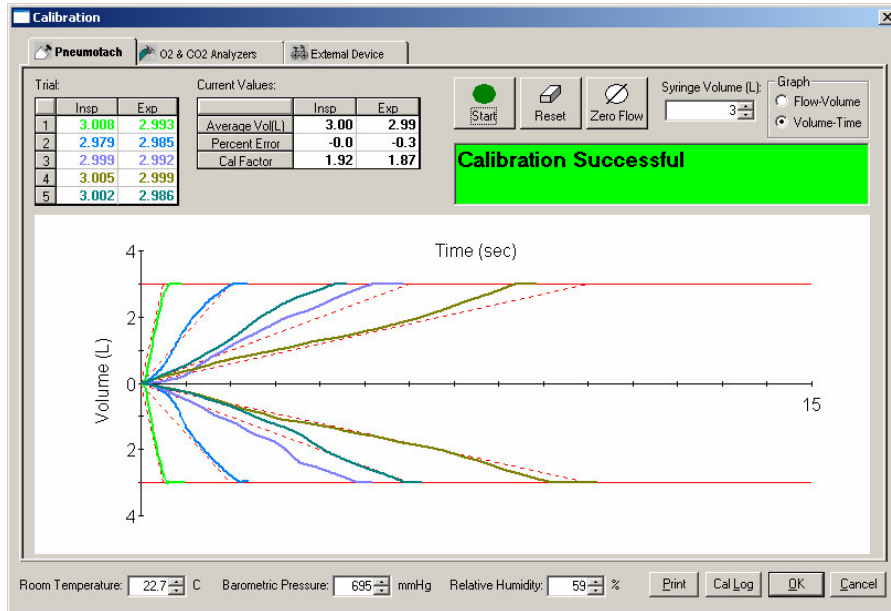 Calibration
Pneumotach O2 & CO2 Analyzers External Device
Trial: Current Values:
Insp Exp
1 3.008 2.993
2 2.979 2.985
3 2.999 2.992
4 3.005 2.999
5 3.002 2.986
Insp Exp
Average Vol(L) 3.00 2.99
Percent Error -0.0 -0.3
Cal Factor 1.92 1.87
Start Reset Zero Flow
Syringe Volume (L):
3
Graph
Flow-Volume
Volume-Time
Calibration Successful
Time (sec)
Volume (L)
4
2
0
2
4
15
Room Temperature: 22.7 C Barometric Pressure: 695 mmHg Relative Humidity: 59 % Print Cal Log OK Cancel